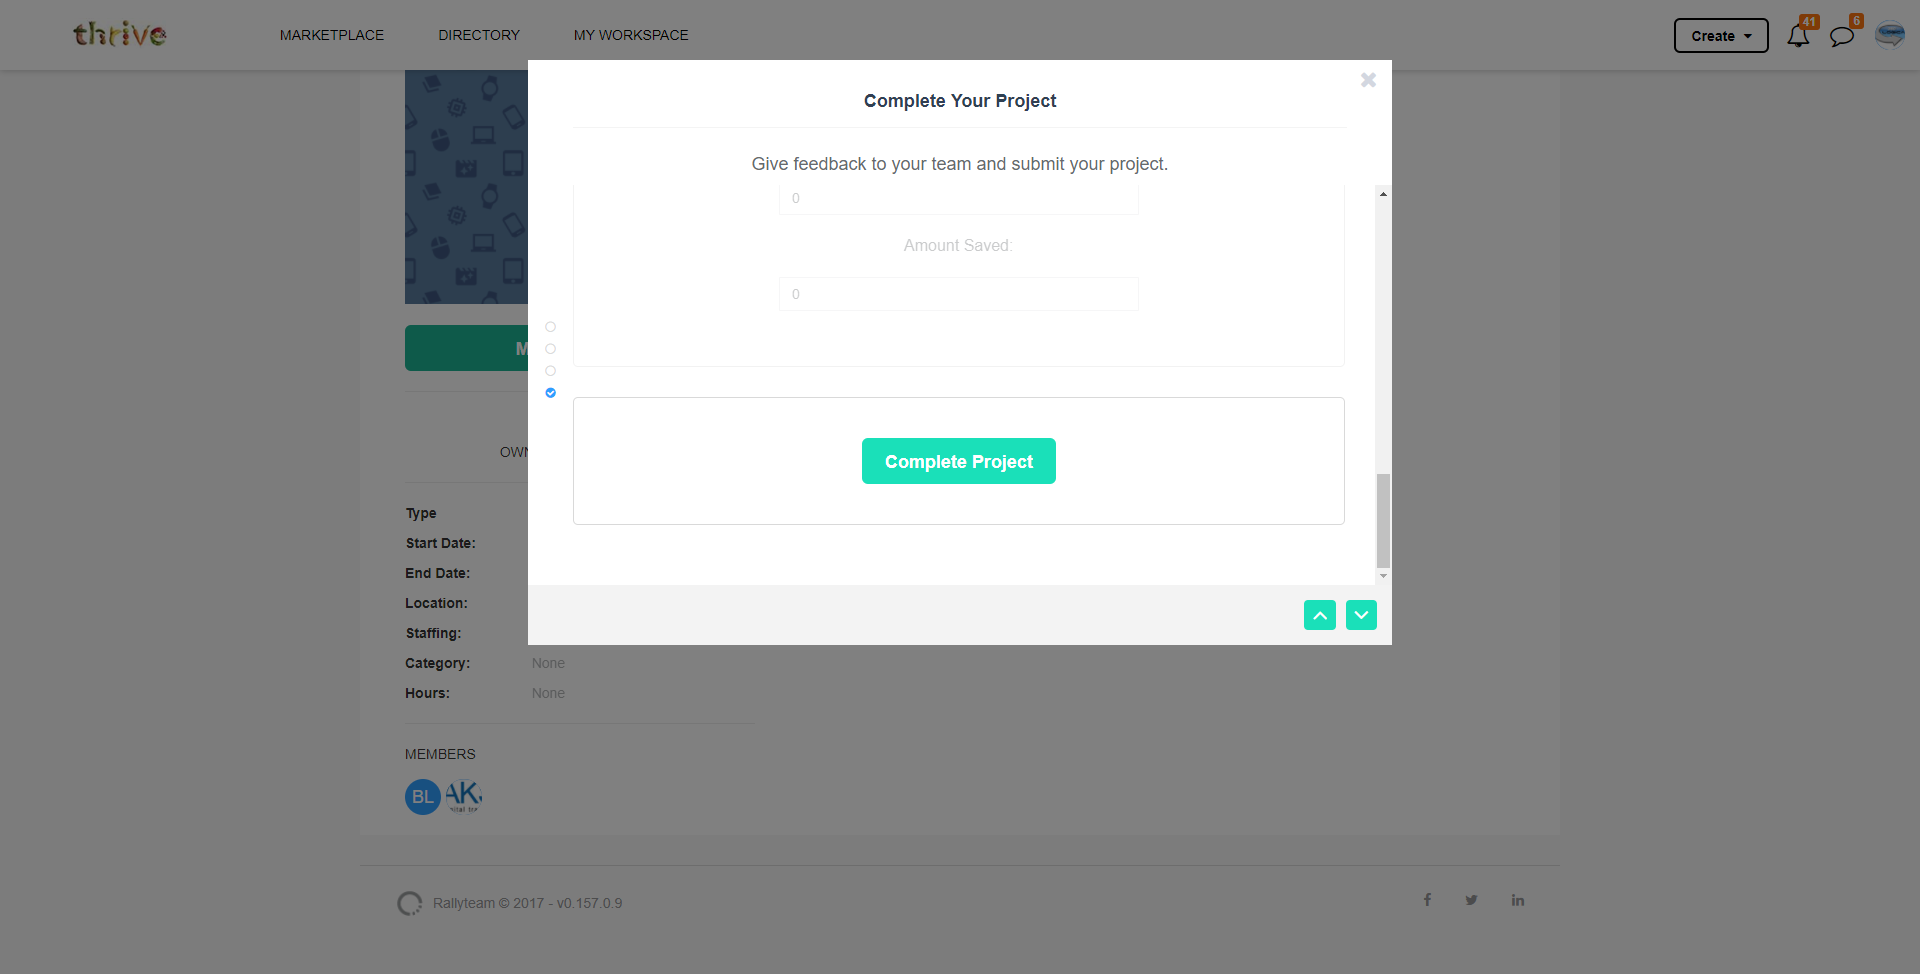 thrive
MARKETPLACE DIRECTORY MY WORKSPACE
Create
41
6
Complete Your Project
Give feedback to your team and submit your project.
0
Amount Saved:
0
Complete Project
M
OWN
Type
Start Date:
End Date:
Location:
Staffing:
Category: None
Hours: None
MEMBERS
BL AK
Rallyteam © 2017 - v0.157.0.9